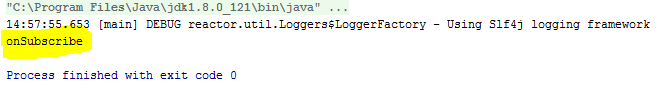 "C:\Program Files\Java\jdk1.8.0_121\bin\java" ...
14:57:55.653 [main] DEBUG reactor.util.Loggers$LoggerFactory - Using Slf4j logging framework
onSubscribe
Process finished with exit code 0